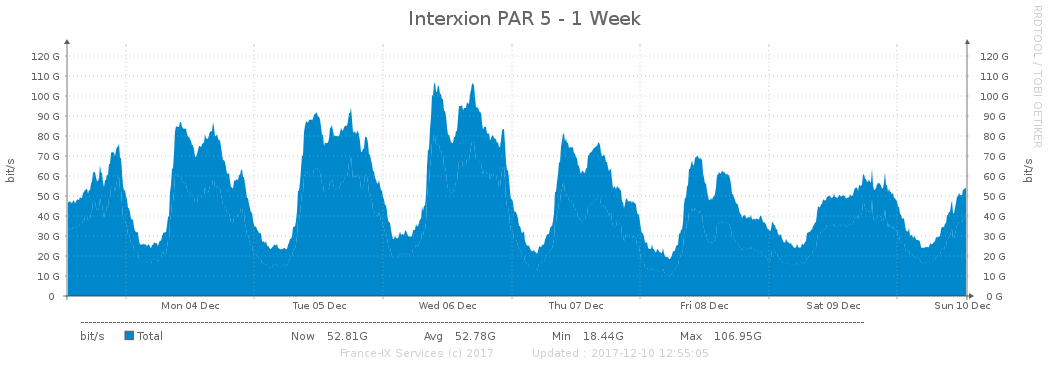 Interxion PAR 5 - 1 Week
RRDTOOL / TOBI OETIKER
bit/s
120 G 120 G
110 G 110 G
100 G 100 G
90 G 90 G
80 G 80 G
70 G 70 G
60 G 60 G
50 G 50 G
40 G 40 G
30 G 30 G
20 G 20 G
10 G 10 G
0 0 G
bit/s
Mon 04 Dec Tue 05 Dec Wed 06 Dec Thu 07 Dec Fri 08 Dec Sat 09 Dec Sun 10 Dec
bit/s Total Now 52.81G Avg 52.78G Min 18.44G Max 106.95G
France-IX Services (c) 2017 Updated : 2017-12-10 12:55:05